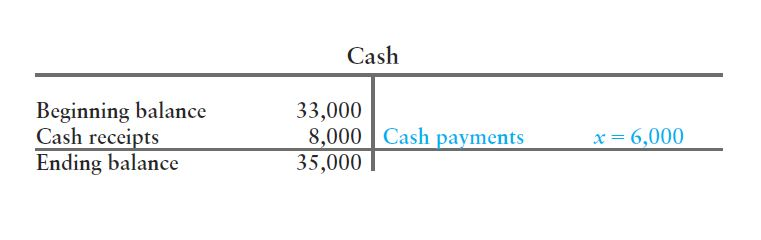 Cash
Beginning balance 33,000
Cash receipts 8,000 Cash payments x = 6,000
Ending balance 35,000